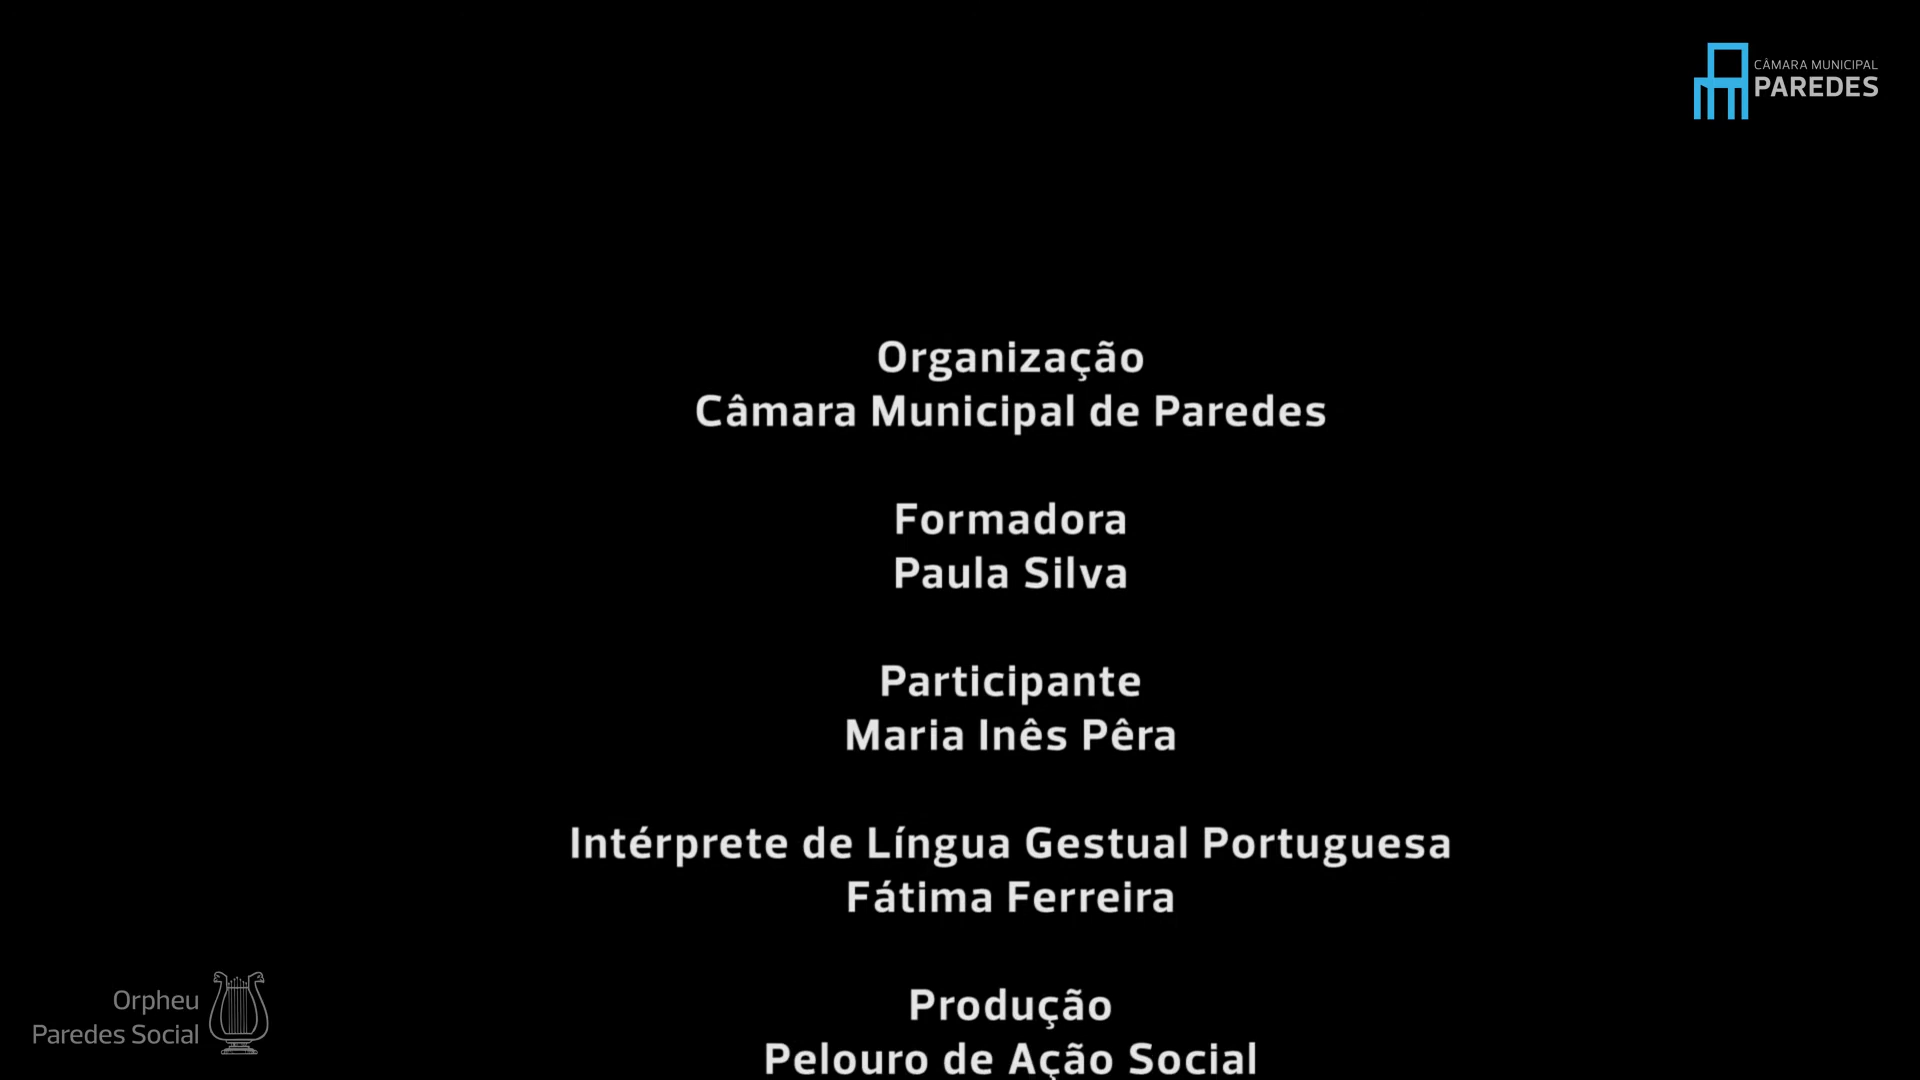 CÂMARA MUNICIPAL
PAREDES
Organização
Câmara Municipal de Paredes
Formadora
Paula Silva
Participante
Maria Inês Pêra
Intérprete de Língua Gestual Portuguesa
Fátima Ferreira
Produção
Pelouro de Ação Social
Orpheu
Paredes Social